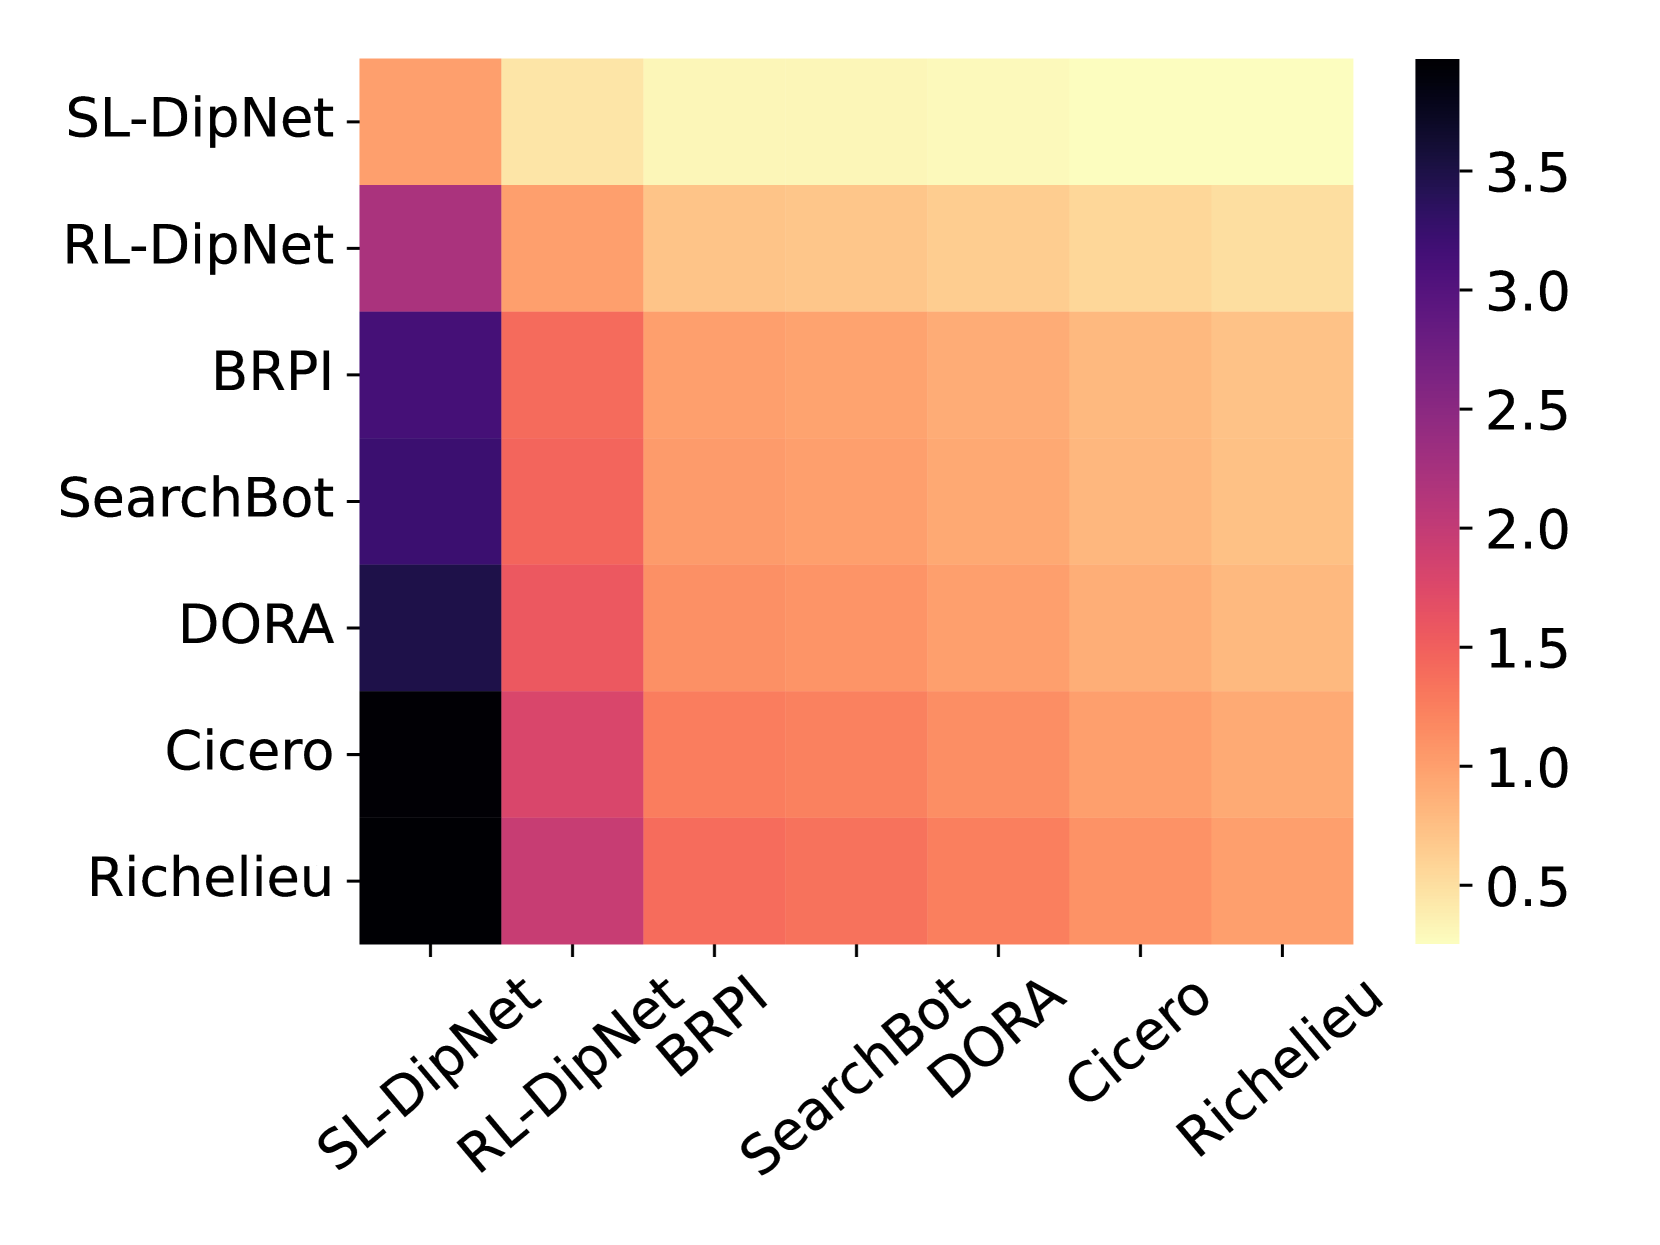 SL-DipNet
RL-DipNet
BRPI
SearchBot
DORA
Cicero
Richelieu
SL-DipNet
RL-DipNet
BRPI
SearchBot
DORA
Cicero
Richelieu
3.5
3.0
2.5
2.0
1.5
1.0
0.5